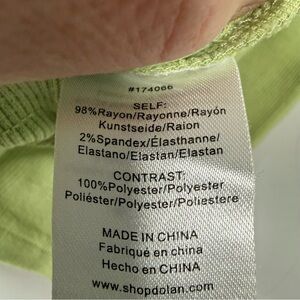 #174066
SELF:
98%Rayon/Rayonne/Rayón
Kunstseide/Raion
2%Spandex/Élasthanne/
Elastano/Elastan/Elastan
CONTRAST:
100%Polyester/Polyester
Poliéster/Polyester/Poliestere
MADE IN CHINA
Fabriqué en china
Hecho en CHINA
www.shopdolan.com